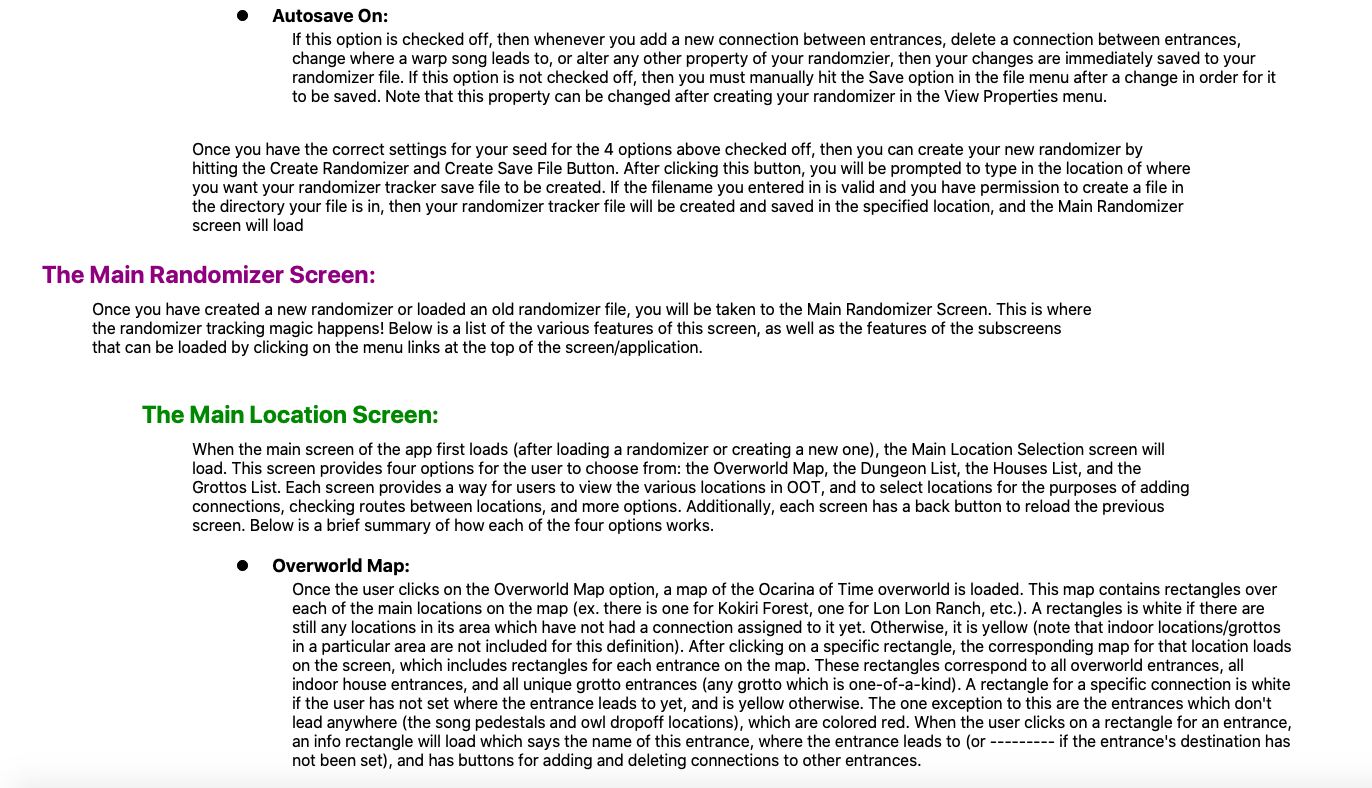 ● Autosave On:
If this option is checked off, then whenever you add a new connection between entrances, delete a connection between entrances,
change where a warp song leads to, or alter any other property of your randomzier, then your changes are immediately saved to your
randomizer file. If this option is not checked off, then you must manually hit the Save option in the file menu after a change in order for it
to be saved. Note that this property can be changed after creating your randomizer in the View Properties menu.
Once you have the correct settings for your seed for the 4 options above checked off, then you can create your new randomizer by
hitting the Create Randomizer and Create Save File Button. After clicking this button, you will be prompted to type in the location of where
you want your randomizer tracker save file to be created. If the filename you entered in is valid and you have permission to create a file in
the directory your file is in, then your randomizer tracker file will be created and saved in the specified location, and the Main Randomizer
screen will load
The Main Randomizer Screen:
Once you have created a new randomizer or loaded an old randomizer file, you will be taken to the Main Randomizer Screen. This is where
the randomizer tracking magic happens! Below is a list of the various features of this screen, as well as the features of the subscreens
that can be loaded by clicking on the menu links at the top of the screen/application.
The Main Location Screen:
When the main screen of the app first loads (after loading a randomizer or creating a new one), the Main Location Selection screen will
load. This screen provides four options for the user to choose from: the Overworld Map, the Dungeon List, the Houses List, and the
Grottos List. Each screen provides a way for users to view the various locations in OOT, and to select locations for the purposes of adding
connections, checking routes between locations, and more options. Additionally, each screen has a back button to reload the previous
screen. Below is a brief summary of how each of the four options works.
● Overworld Map:
Once the user clicks on the Overworld Map option, a map of the Ocarina of Time overworld is loaded. This map contains rectangles over
each of the main locations on the map (ex. there is one for Kokiri Forest, one for Lon Lon Ranch, etc.). A rectangles is white if there are
still any locations in its area which have not had a connection assigned to it yet. Otherwise, it is yellow (note that indoor locations/grottos
in a particular area are not included for this definition). After clicking on a specific rectangle, the corresponding map for that location loads
on the screen, which includes rectangles for each entrance on the map. These rectangles correspond to all overworld entrances, all
indoor house entrances, and all unique grotto entrances (any grotto which is one-of-a-kind). A rectangle for a specific connection is white
if the user has not set where the entrance leads to yet, and is yellow otherwise. The one exception to this are the entrances which don't
lead anywhere (the song pedestals and owl dropoff locations), which are colored red. When the user clicks on a rectangle for an entrance,
an info rectangle will load which says the name of this entrance, where the entrance leads to (or --------- if the entrance's destination has
not been set), and has buttons for adding and deleting connections to other entrances.